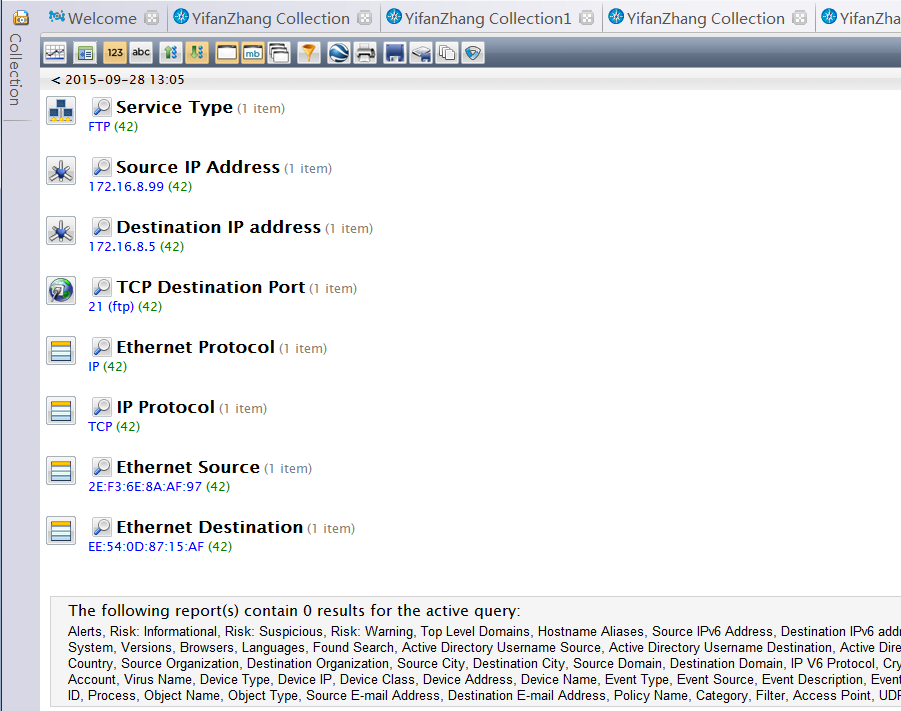 Welcome YifanZhang Collection YifanZhang Collection1 YifanZhang Collection YifanZha
Collection
123 abc mb
< 2015-09-28 13:05
Service Type (1 item)
FTP (42)
Source IP Address (1 item)
172.16.8.99 (42)
Destination IP address (1 item)
172.16.8.5 (42)
TCP Destination Port (1 item)
21 (ftp) (42)
Ethernet Protocol (1 item)
IP (42)
IP Protocol (1 item)
TCP (42)
Ethernet Source (1 item)
2E:F3:6E:8A:AF:97 (42)
Ethernet Destination (1 item)
EE:54:0D:87:15:AF (42)
The following report(s) contain 0 results for the active query:
Alerts, Risk: Informational, Risk: Suspicious, Risk: Warning, Top Level Domains, Hostname Aliases, Source IPv6 Address, Destination IPv6 addr
System, Versions, Browsers, Languages, Found Search, Active Directory Username Source, Active Directory Username Destination, Active Dire
Country, Source Organization, Destination Organization, Source City, Destination City, Source Domain, Destination Domain, IP V6 Protocol, Cry
Account, Virus Name, Device Type, Device IP, Device Class, Device Address, Device Name, Event Type, Event Source, Event Description, Event
ID, Process, Object Name, Object Type, Source E-mail Address, Destination E-mail Address, Policy Name, Category, Filter, Access Point, UDP